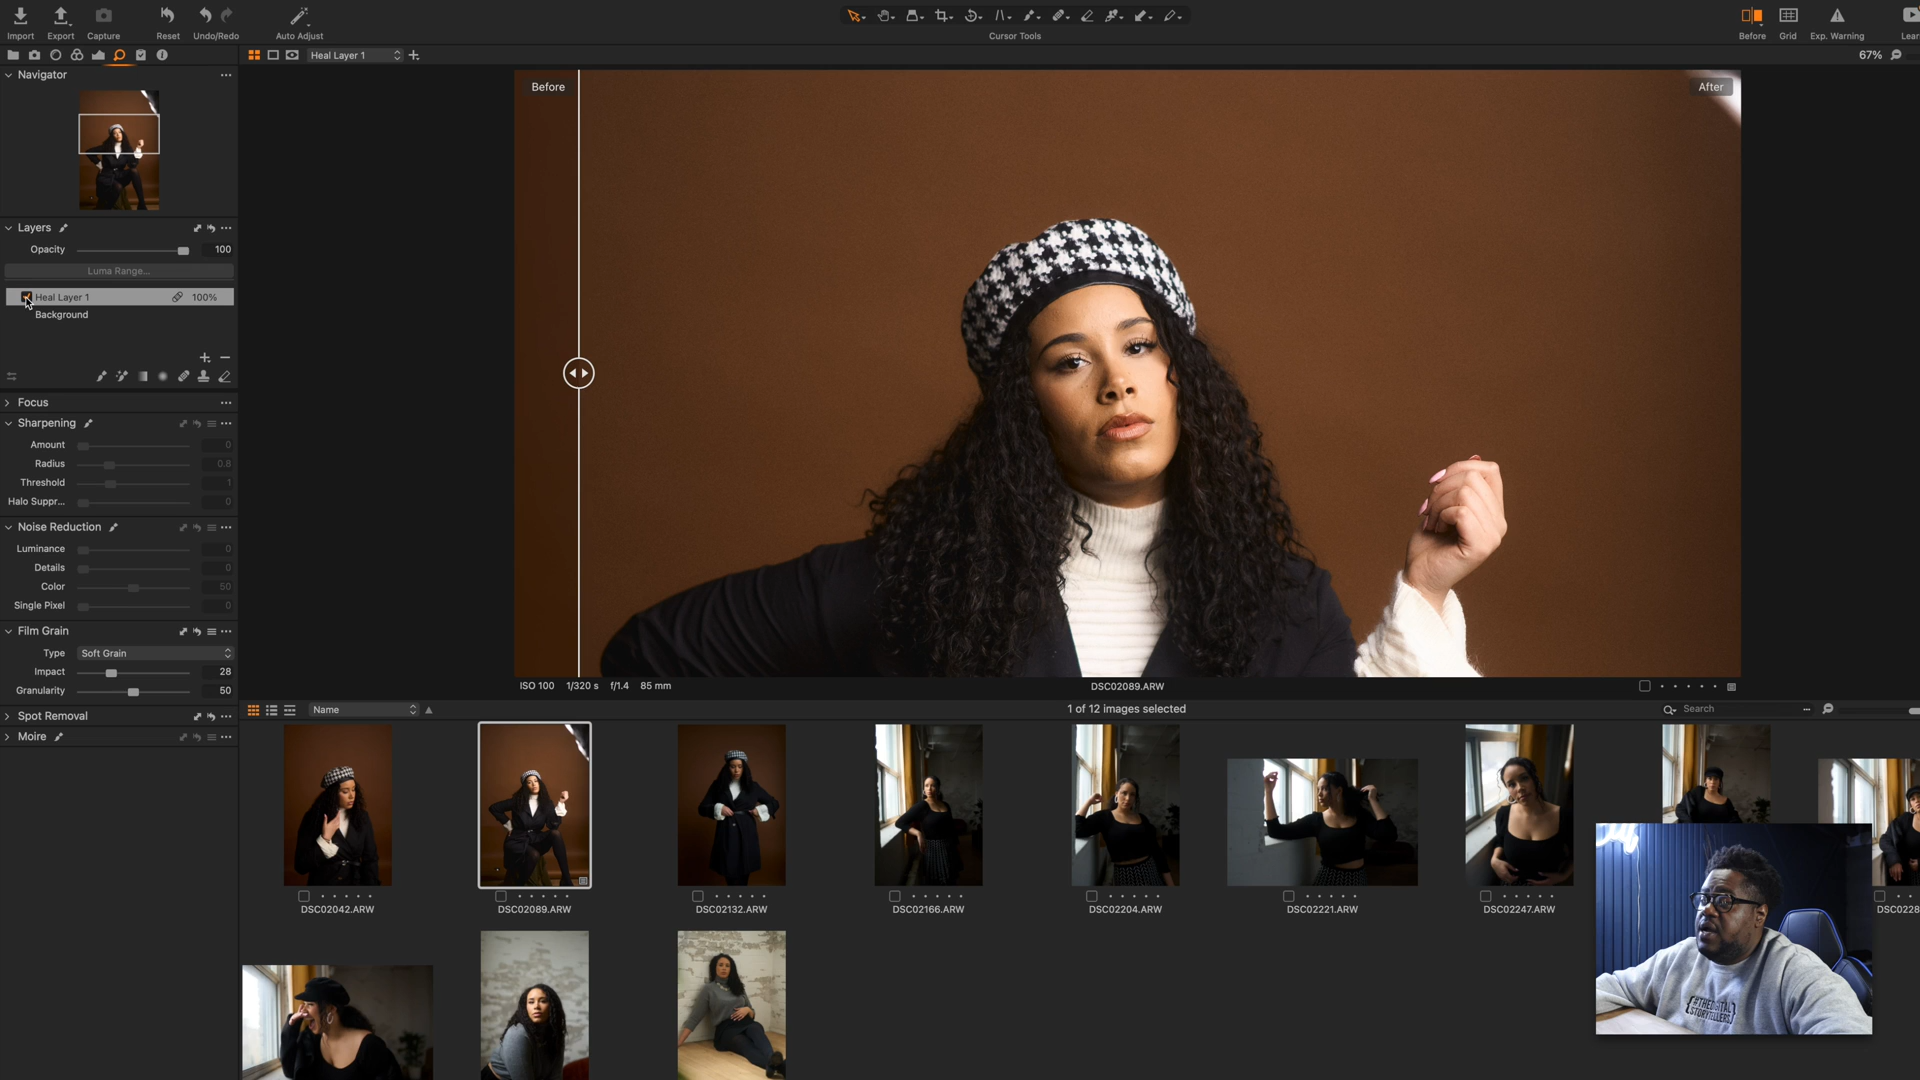 Import Export Capture Reset Undo/Redo Auto Adjust Cursor Tools Before Grid Exp. Warning Lear
Heal Layer 1 67%
Navigator
Before After
Layers
Opacity 100
Luma Range...
Heal Layer 1 100%
Background
Focus
Sharpening
Amount 0
Radius 0.8
Threshold 1
Halo Suppr... 0
Noise Reduction
Luminance 0
Details 0
Color 50
Single Pixel 0
Film Grain
Type Soft Grain
Impact 28
Granularity 50
Spot Removal
Moire
ISO 100 1/320 s f/1.4 85 mm DSC02089.ARW
Name 1 of 12 images selected Search
DSC02042.ARW DSC02089.ARW DSC02132.ARW DSC02166.ARW DSC02204.ARW DSC02221.ARW DSC02247.ARW DSC0228
#THEDIGITAL
STORYTELLERS